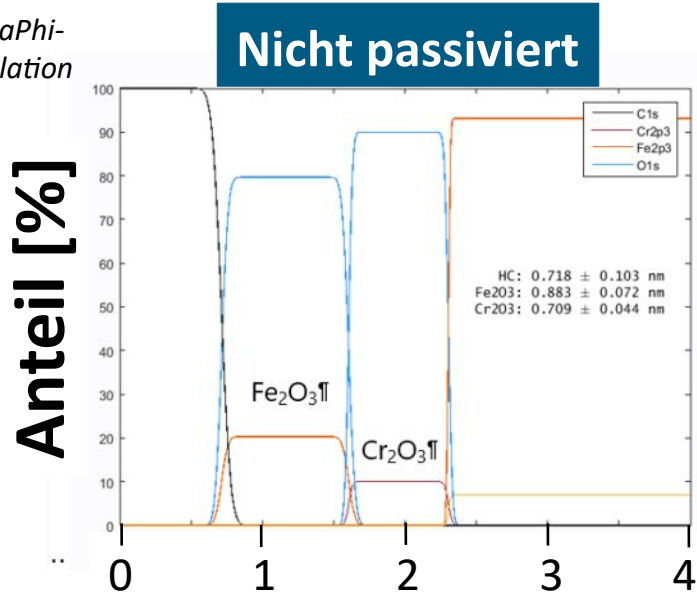 aPhi-
lation
Nicht passiviert
Anteil [%]
100
90
80
70
60
50
40
30
20
10
0
C1s
Cr2p3
Fe2p3
O1s
HC: 0.718 ± 0.103 nm
Fe2O3: 0.883 ± 0.072 nm
Cr2O3: 0.709 ± 0.044 nm
Fe₂O₃¶
Cr₂O₃¶
..
0 1 2 3 4